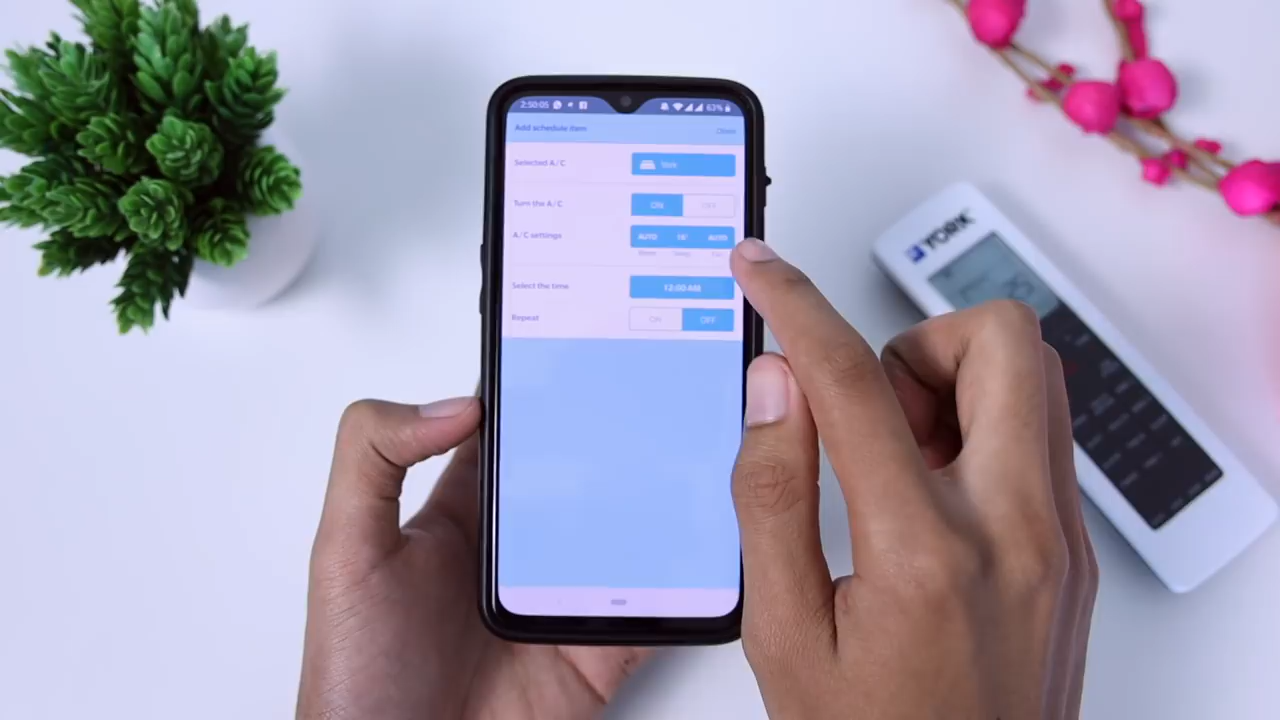 2:50:05 63%
Add schedule item Close
Selected A/C
Turn the A/C ON OFF
A/C settings AUTO 16° AUTO
Select the time 12:00 AM
Repeat ON OFF
YORK